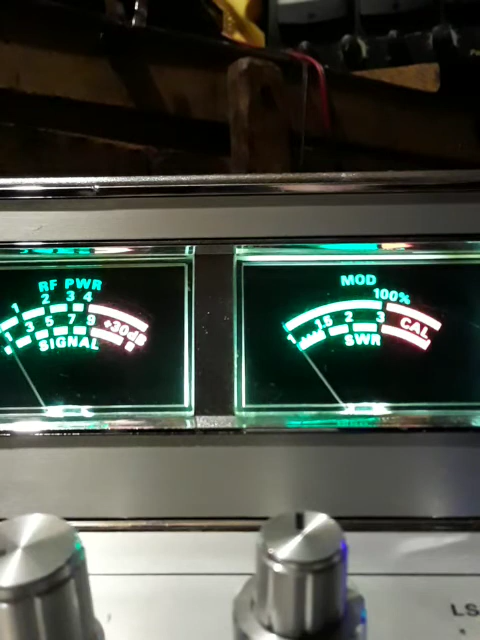 RF PWR
1 2 3 4
1 3 5 7 9 +30dB
SIGNAL
MOD
100%
1 1.5 2 3 CAL
SWR
LS